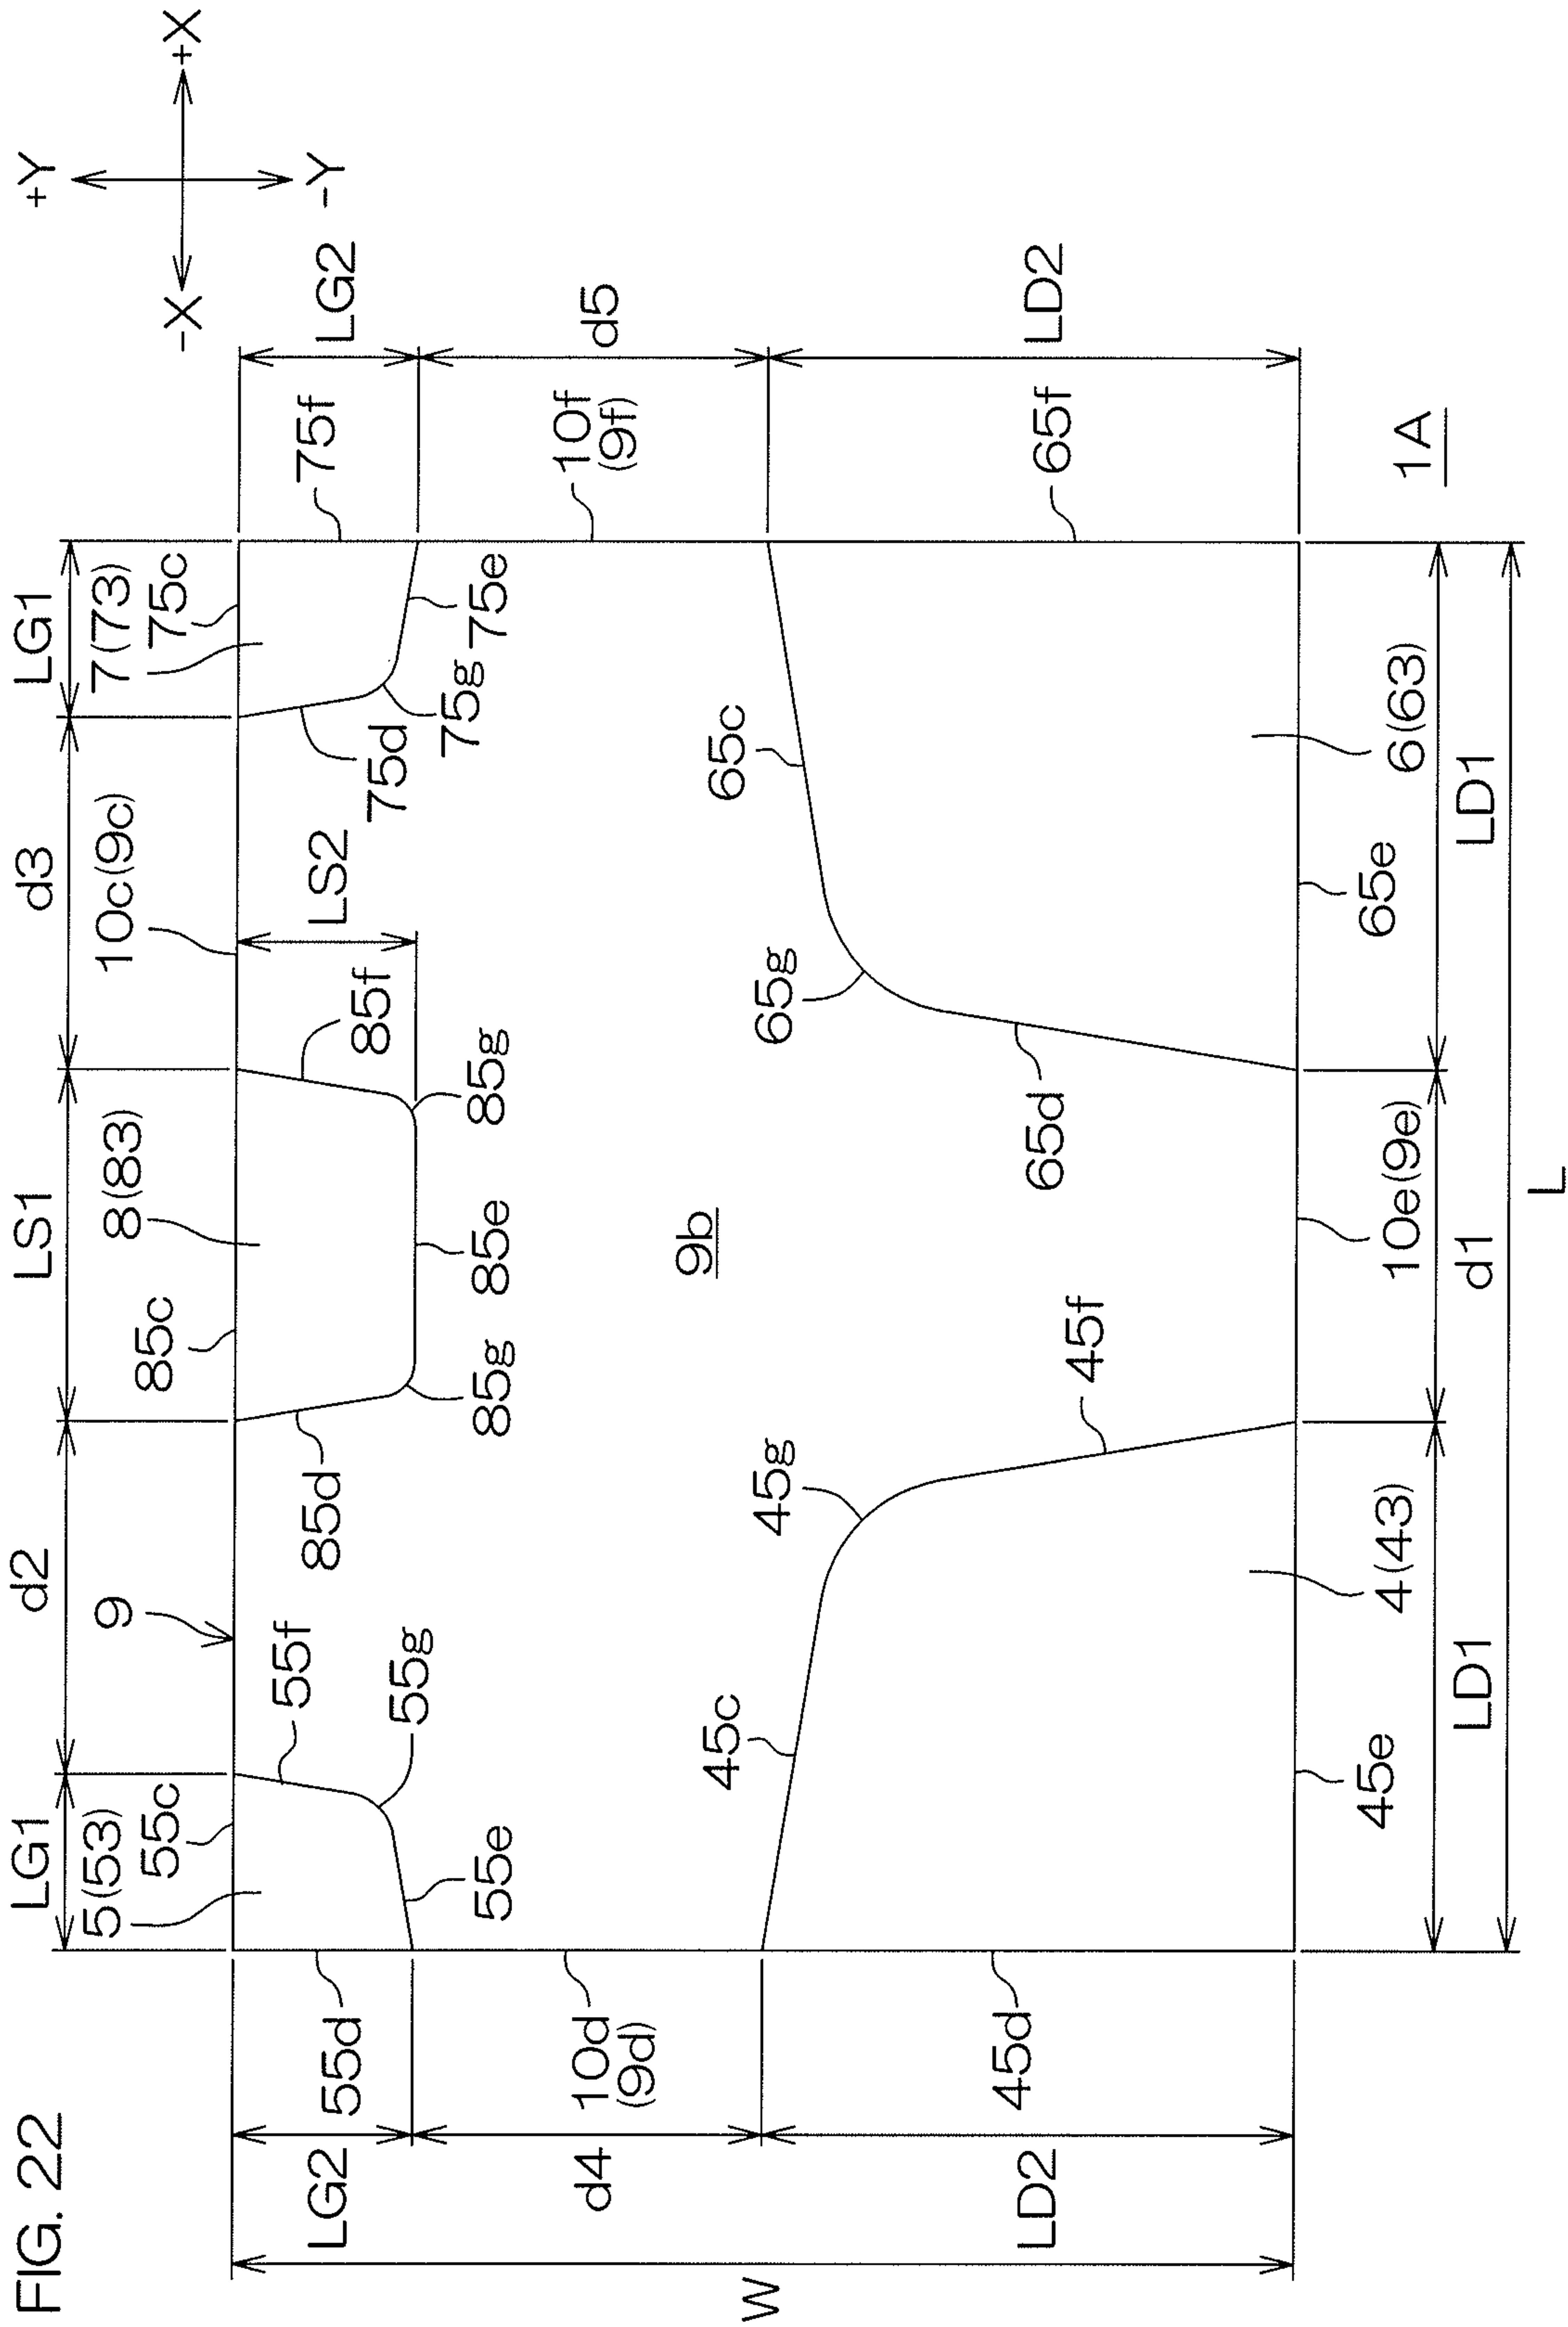 FIG. 22
LG1
d2
LS1
d3
LG1
5(53)
55c
9
85c
8(83)
10c(9c)
7(73)
75c
+Y
-X
+X
-Y
55f
55g
55e
85d
85g
85e
85g
85f
LS2
75d
75g
75e
55d
10d
(9d)
45d
75f
10f
(9f)
65f
LG2
d4
LD2
W
LG2
d5
LD2
9b
45c
45g
45f
65d
65g
65c
45e
4(43)
10e(9e)
65e
6(63)
LD1
d1
LD1
L
1A